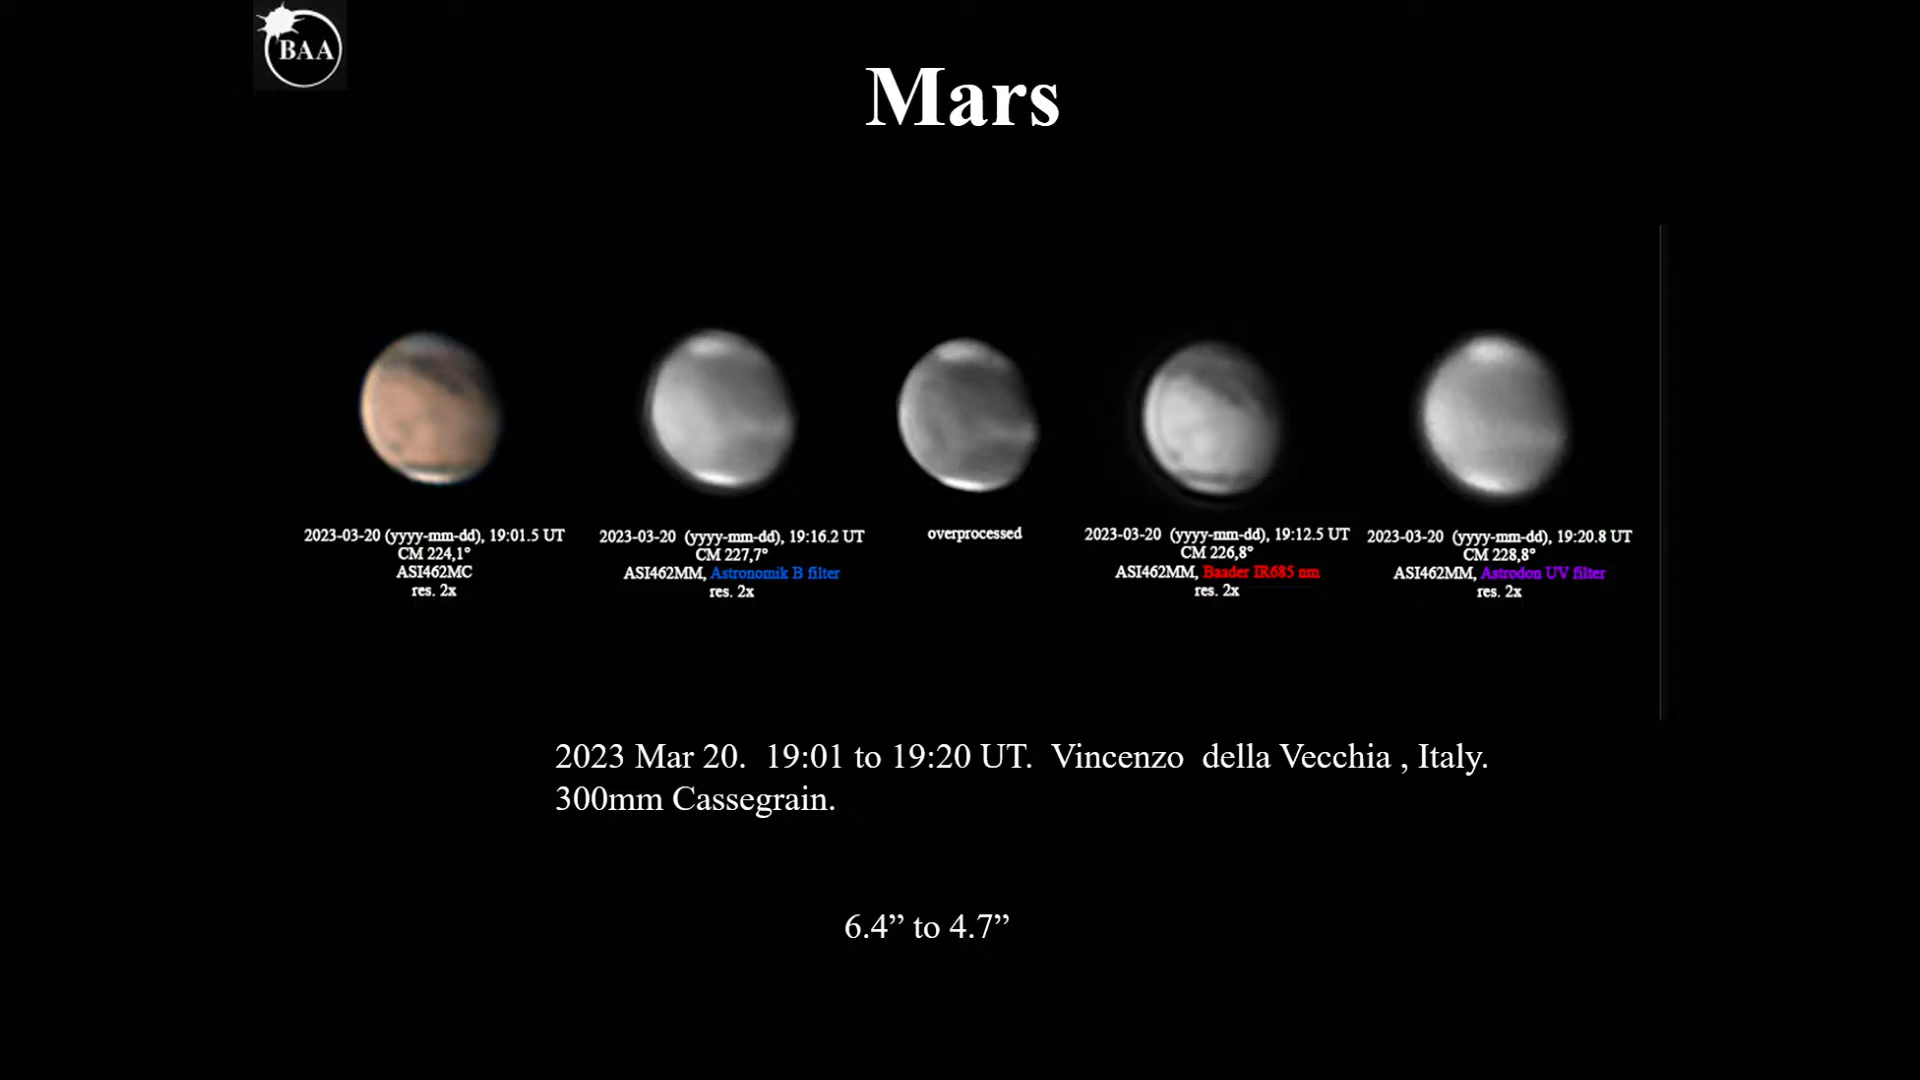 BAA
Mars
2023-03-20 (yyyy-mm-dd), 19:01.5 UT
CM 224,1°
ASI462MC
res. 2x
2023-03-20 (yyyy-mm-dd), 19:16.2 UT
CM 227,7°
ASI462MM, Astronomik B filter
res. 2x
overprocessed
2023-03-20 (yyyy-mm-dd), 19:12.5 UT
CM 226,8°
ASI462MM, Baader IR685 nm
res. 2x
2023-03-20 (yyyy-mm-dd), 19:20.8 UT
CM 228,8°
ASI462MM, Astrodon UV filter
res. 2x
2023 Mar 20. 19:01 to 19:20 UT. Vincenzo della Vecchia , Italy.
300mm Cassegrain.
6.4” to 4.7”